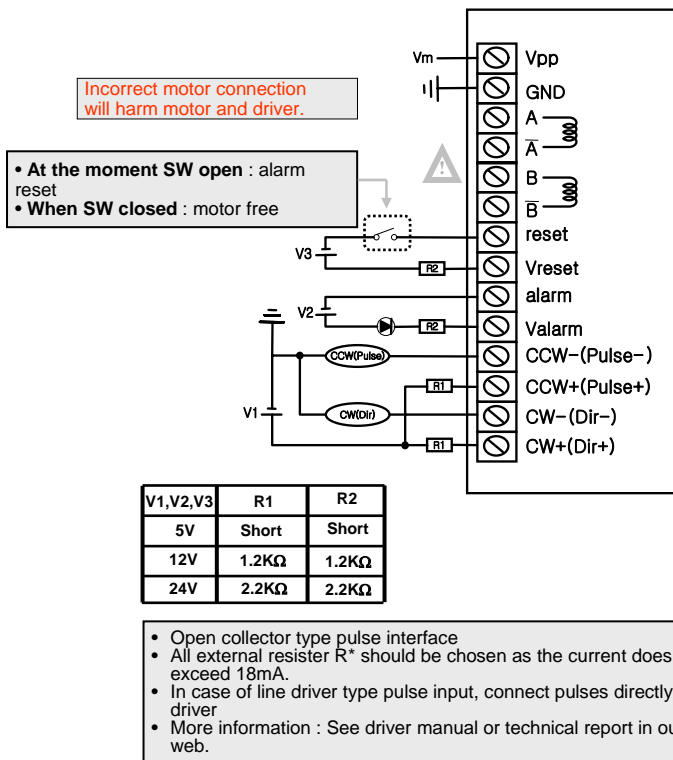 Vm
Vpp
GND
A
A
B
B
reset
Vreset
alarm
Valarm
CCW-(Pulse-)
CCW+(Pulse+)
CW-(Dir-)
CW+(Dir+)
Incorrect motor connection
will harm motor and driver.
• At the moment SW open : alarm
reset
• When SW closed : motor free
V3
R2
V2
R2
CCW(Pulse)
R1
V1
CW(Dir)
R1
V1,V2,V3 R1 R2
5V Short Short
12V 1.2KΩ 1.2KΩ
24V 2.2KΩ 2.2KΩ
• Open collector type pulse interface
• All external resister R* should be chosen as the current does
exceed 18mA.
• In case of line driver type pulse input, connect pulses directly
driver
• More information : See driver manual or technical report in ou
web.